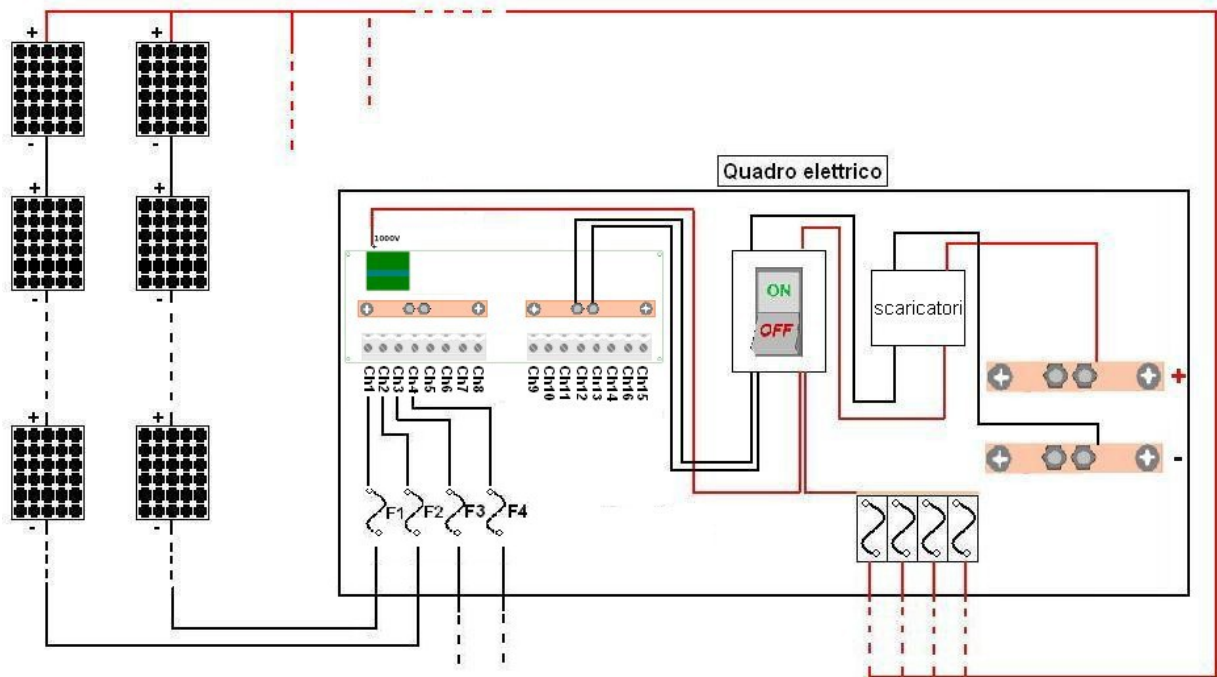 + +
- -
+ +
- -
+ +
- -
Quadro elettrico
1000V
+
ON
OFF
scaricatori
+
-
Ch1
Ch2
Ch3
Ch4
Ch5
Ch6
Ch7
Ch8
Ch9
Ch10
Ch11
Ch12
Ch13
Ch14
Ch16
Ch15
F1
F2
F3
F4